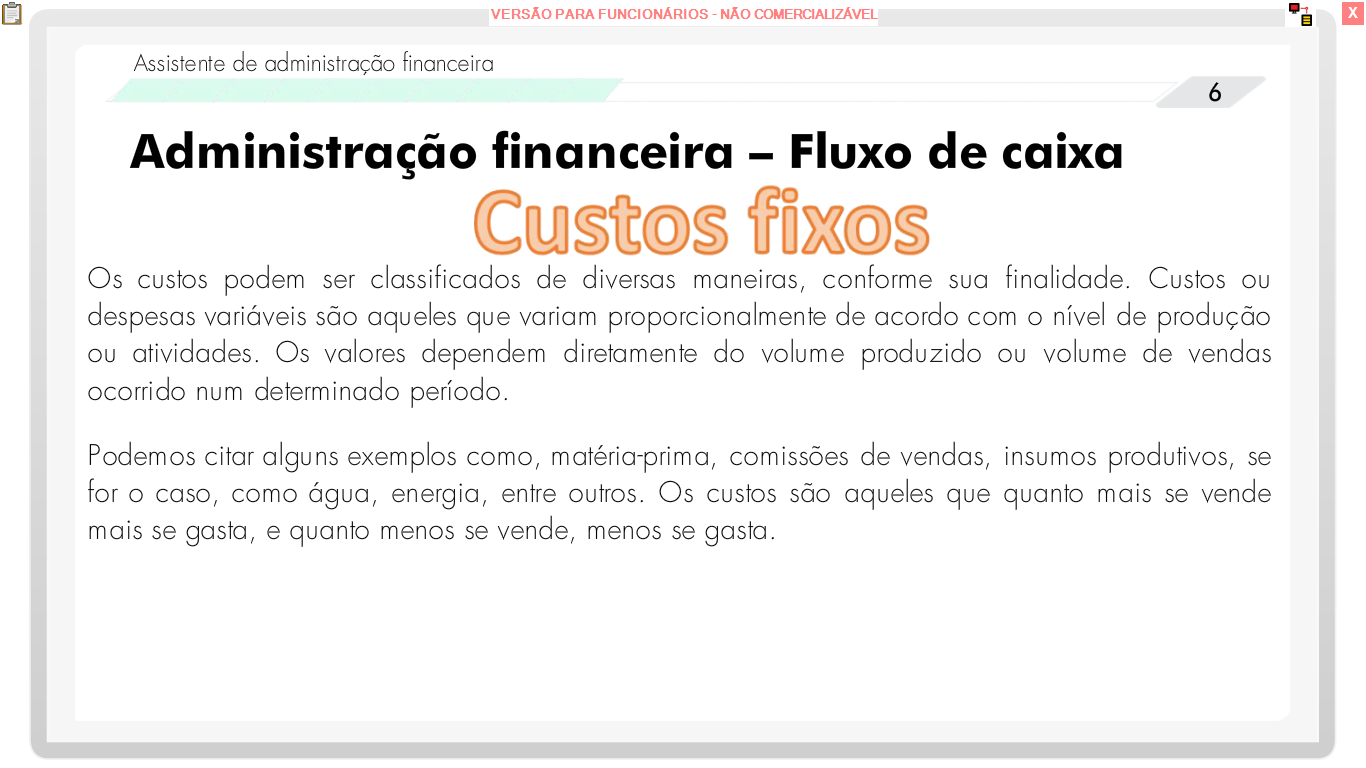 VERSÃO PARA FUNCIONÁRIOS - NÃO COMERCIALIZÁVEL
X
Assistente de administração financeira
6
Administração financeira – Fluxo de caixa
Custos fixos
Os custos podem ser classificados de diversas maneiras, conforme sua finalidade. Custos ou
despesas variáveis são aqueles que variam proporcionalmente de acordo com o nível de produção
ou atividades. Os valores dependem diretamente do volume produzido ou volume de vendas
ocorrido num determinado período.
Podemos citar alguns exemplos como, matéria-prima, comissões de vendas, insumos produtivos, se
for o caso, como água, energia, entre outros. Os custos são aqueles que quanto mais se vende
mais se gasta, e quanto menos se vende, menos se gasta.